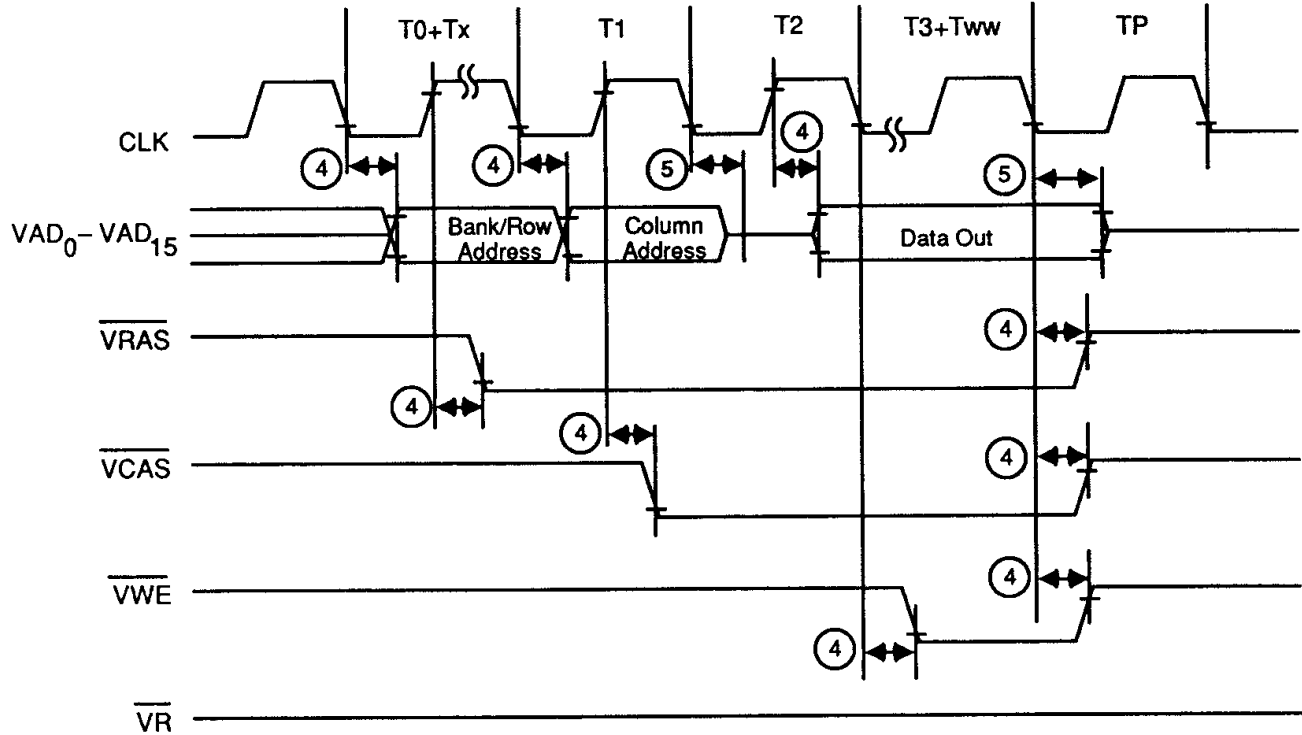 T0+Tx T1 T2 T3+Tww TP
CLK
4 4 5 4 5
VAD0–VAD15
Bank/Row
Address
Column
Address
Data Out
VRAS
4
4
VCAS
4
4
VWE
4
4
VR